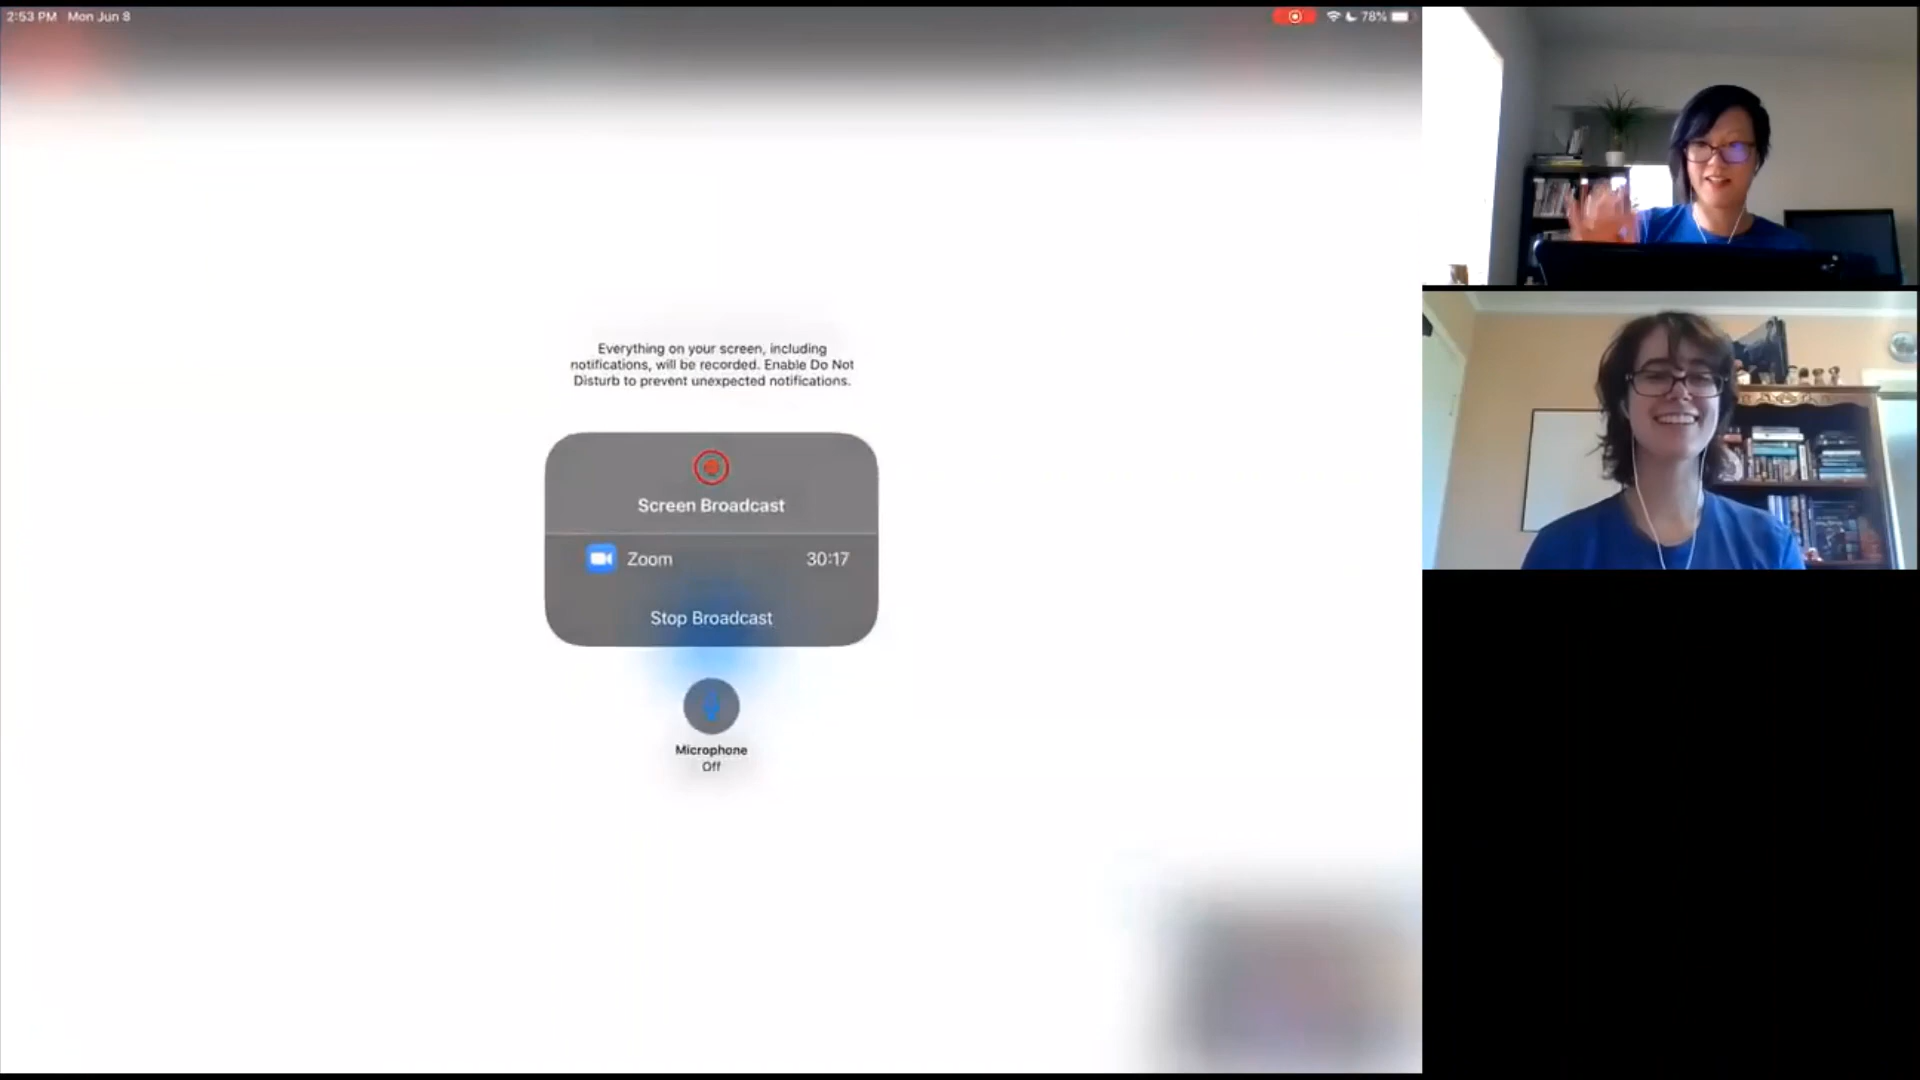 2:53 PM Mon Jun 8
78%
Everything on your screen, including
notifications, will be recorded. Enable Do Not
Disturb to prevent unexpected notifications.
Screen Broadcast
Zoom 30:17
Stop Broadcast
Microphone
Off